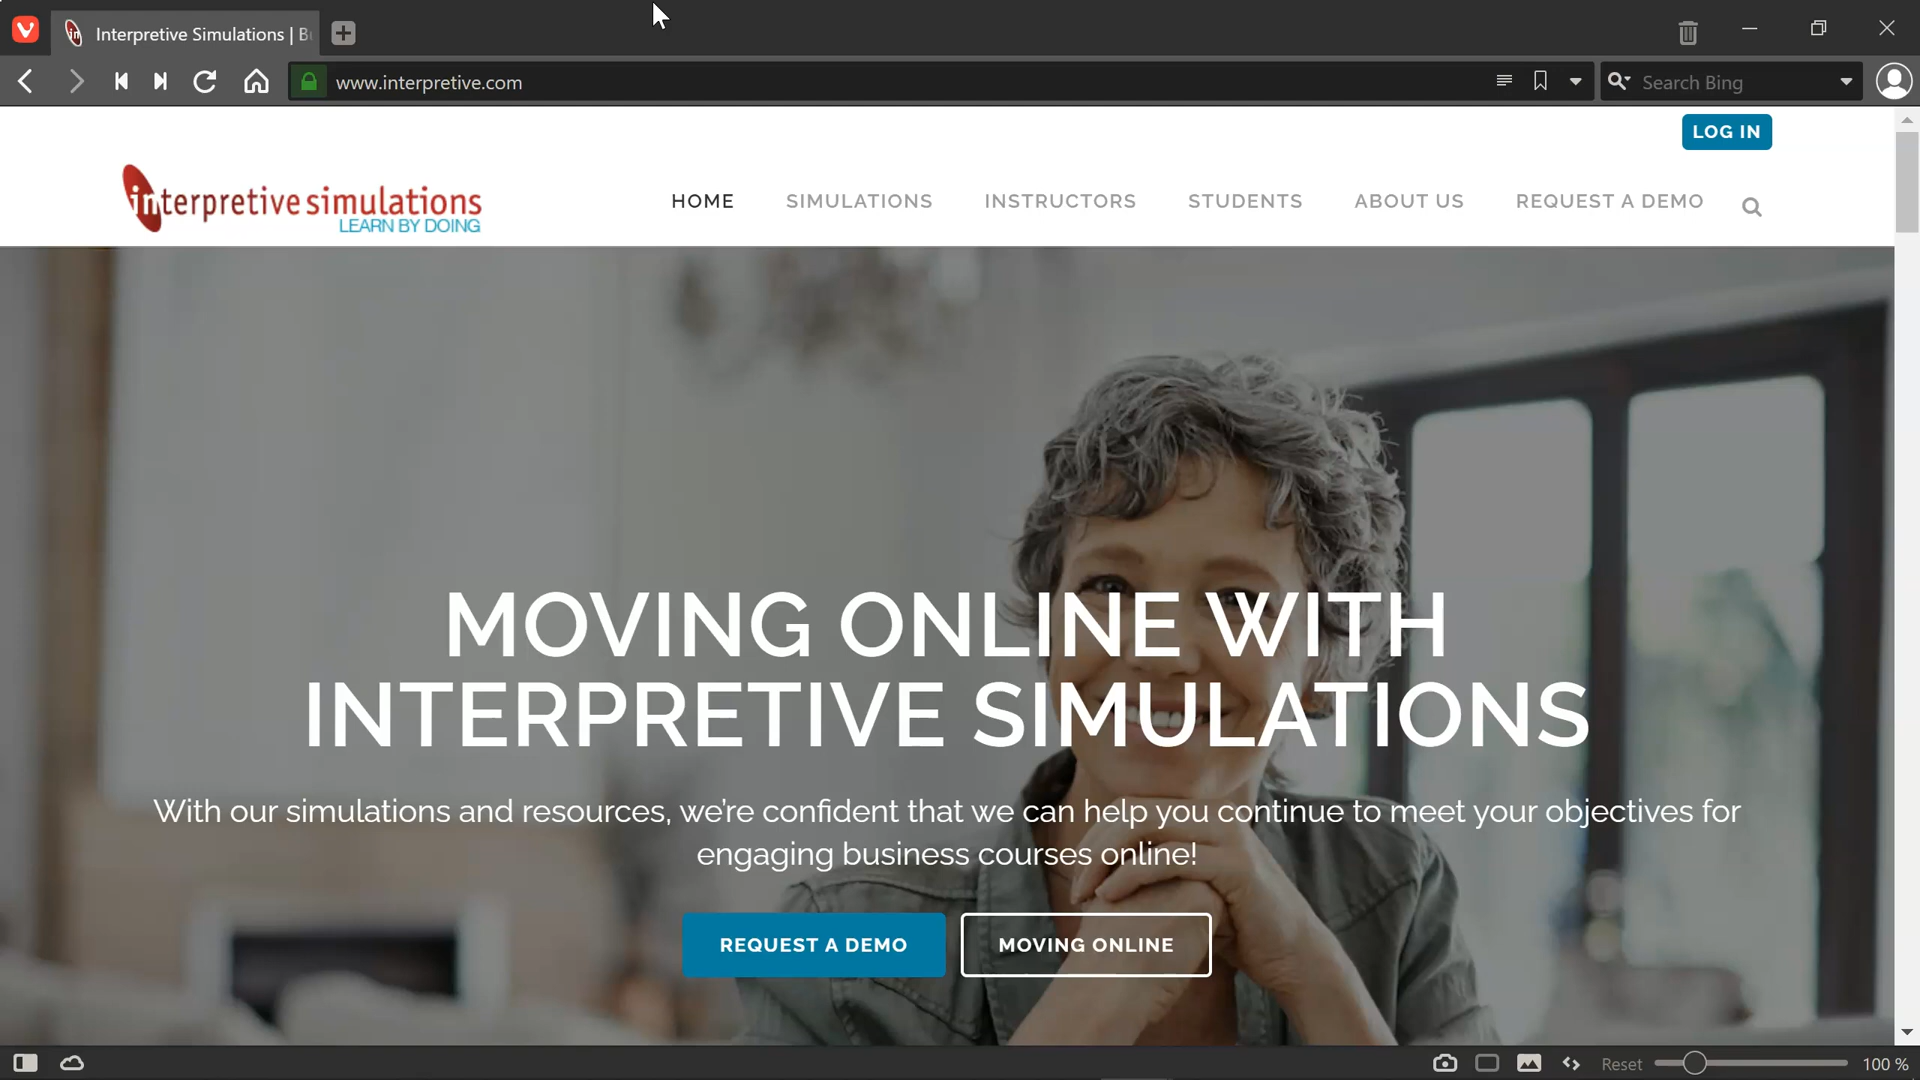 Interpretive Simulations | B
www.interpretive.com
Search Bing
LOG IN
interpretive simulations
LEARN BY DOING
HOME
SIMULATIONS
INSTRUCTORS
STUDENTS
ABOUT US
REQUEST A DEMO
MOVING ONLINE WITH
INTERPRETIVE SIMULATIONS
With our simulations and resources, we're confident that we can help you continue to meet your objectives for
engaging business courses online!
REQUEST A DEMO
MOVING ONLINE
Reset
100 %